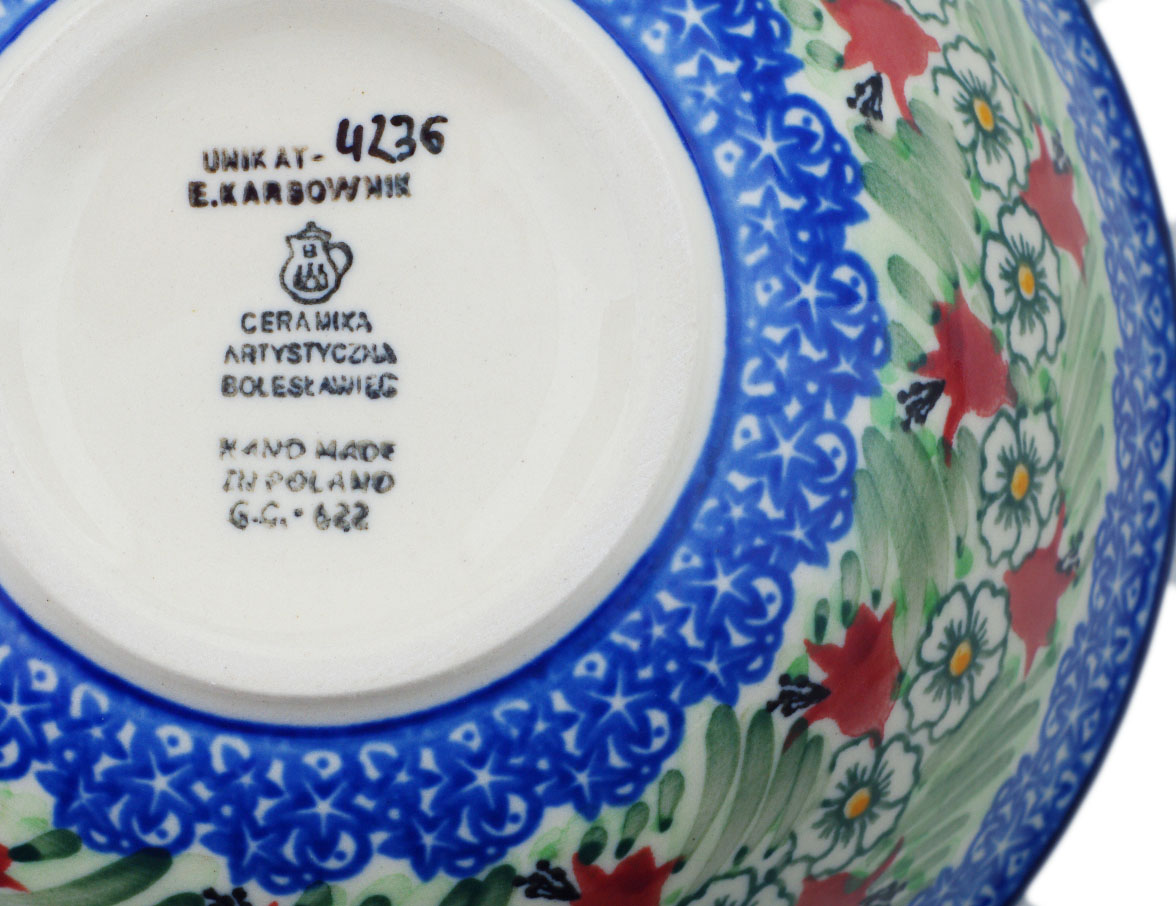 UNIKAT- 4236
E.KARBOWNIK
B
CERAMIKA
ARTYSTYCZNA
BOLESŁAWIEC
HAND MADE
IN POLAND
G.G.• 622